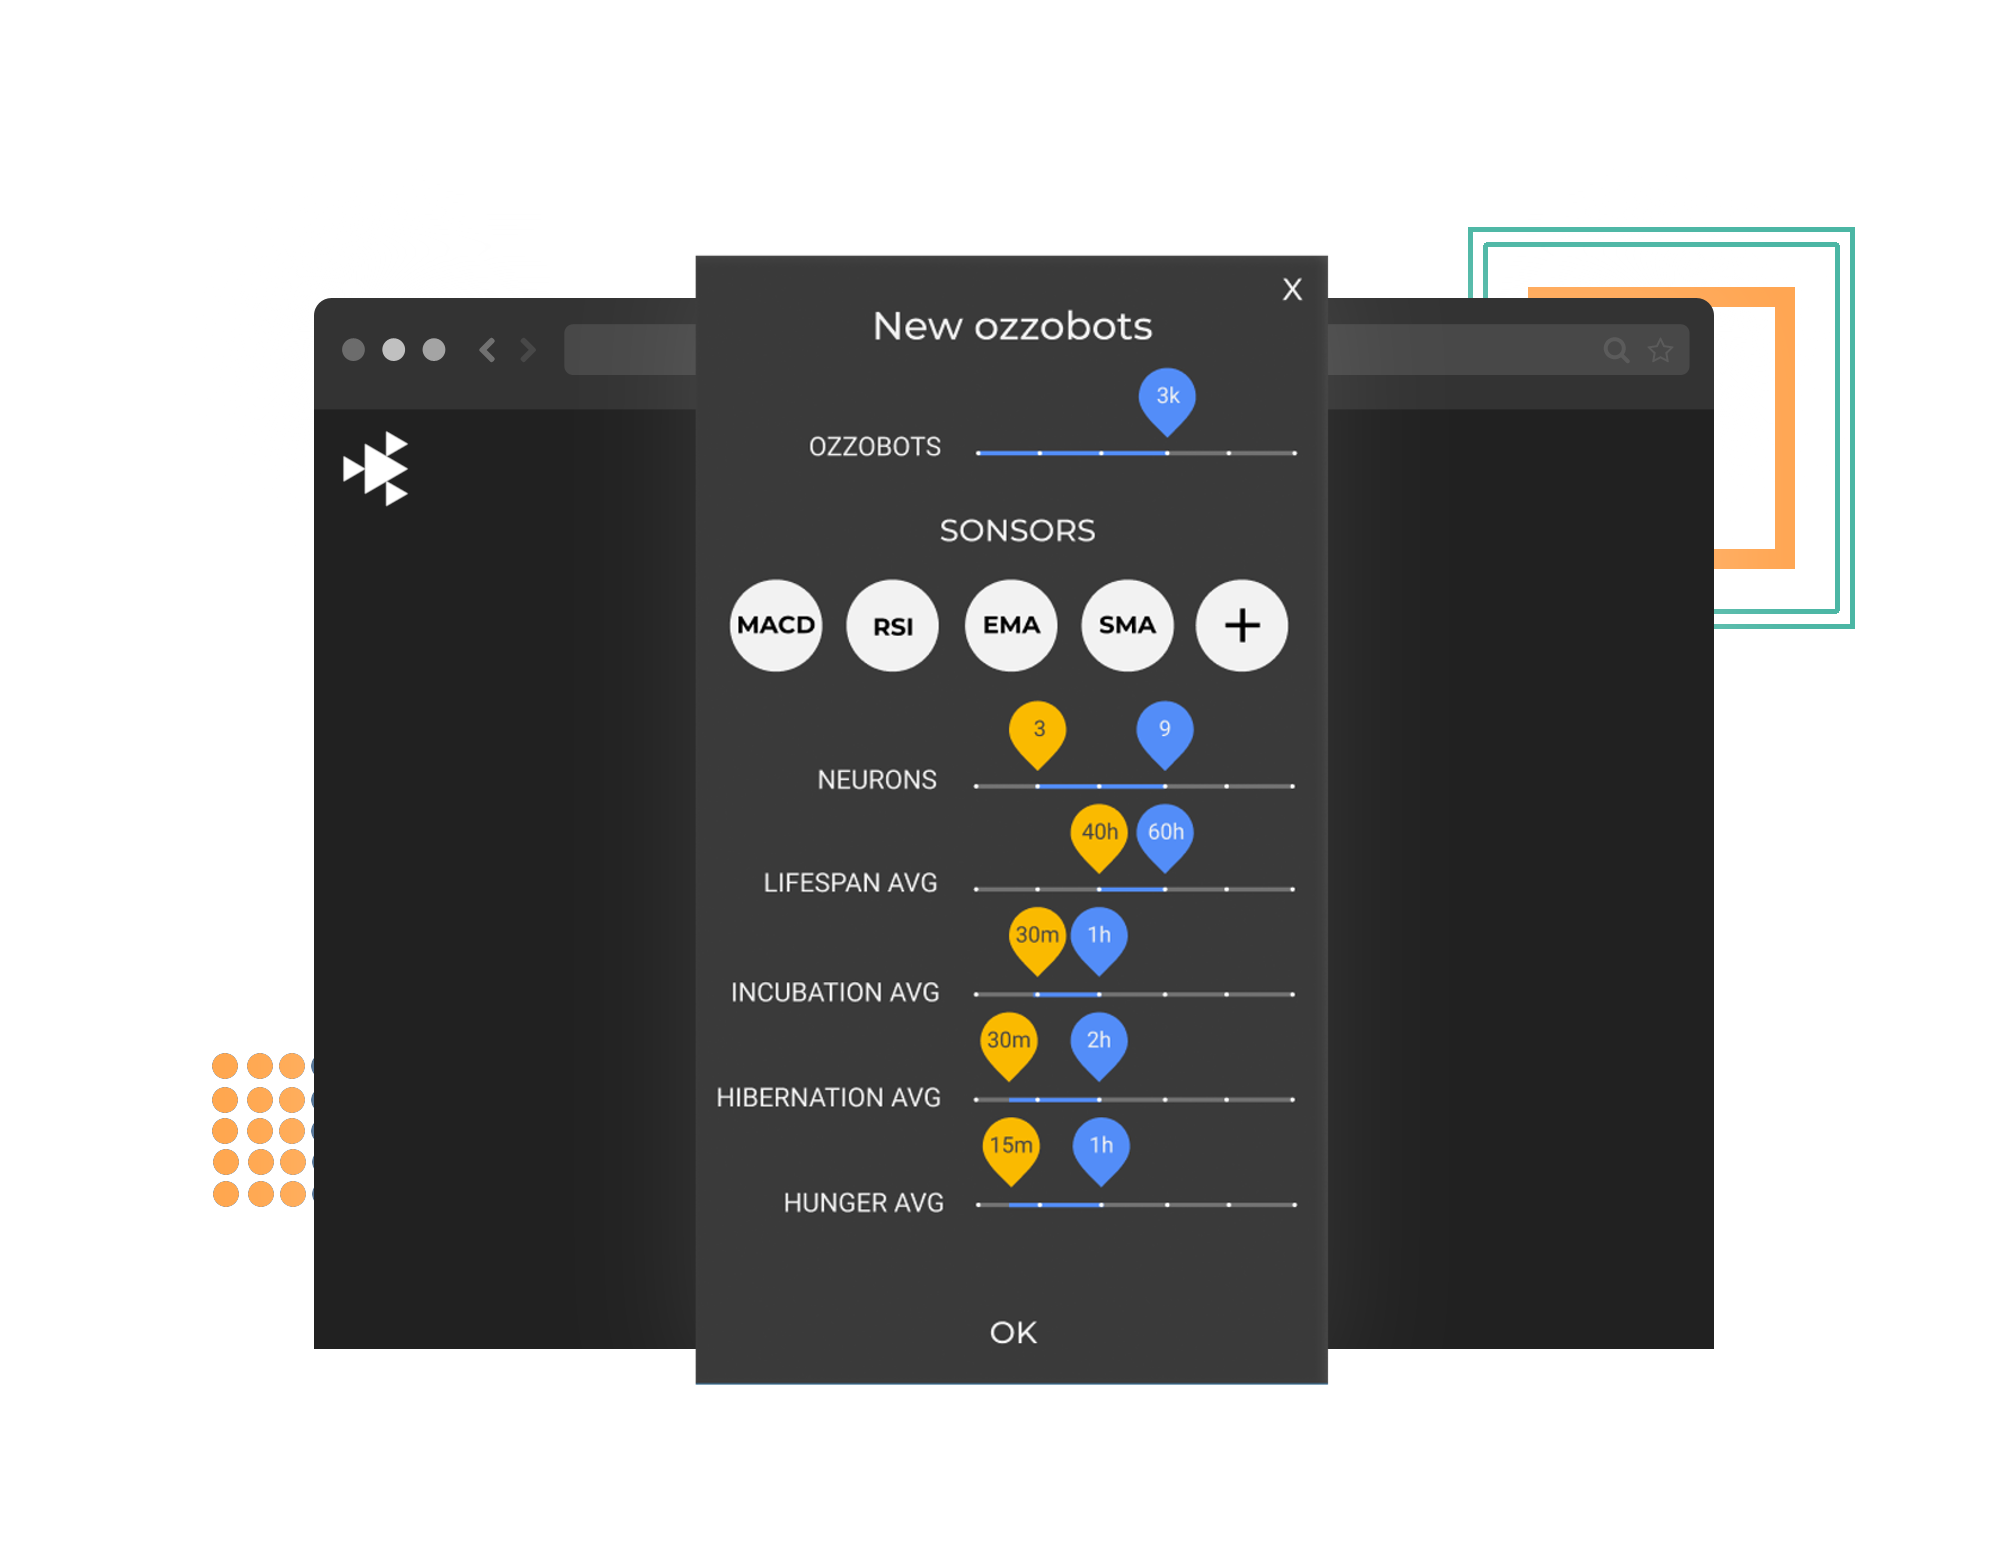 X
New ozzobots
3k
OZZOBOTS
SONSORS
MACD RSI EMA SMA +
3 9
NEURONS
40h 60h
LIFESPAN AVG
30m 1h
INCUBATION AVG
30m 2h
HIBERNATION AVG
15m 1h
HUNGER AVG
OK